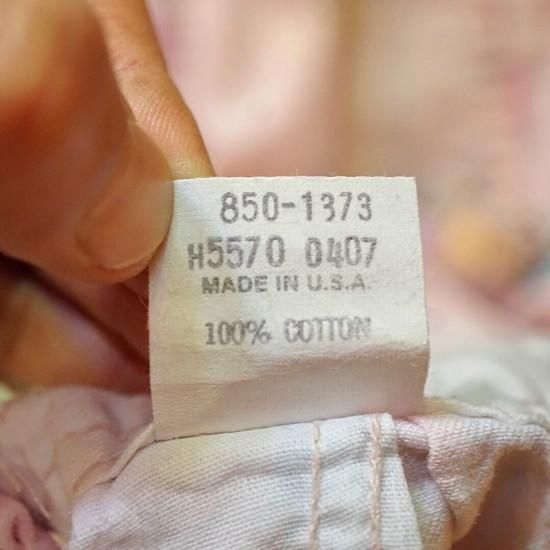 850-1373
H5570 0407
MADE IN U.S.A.
100% COTTON